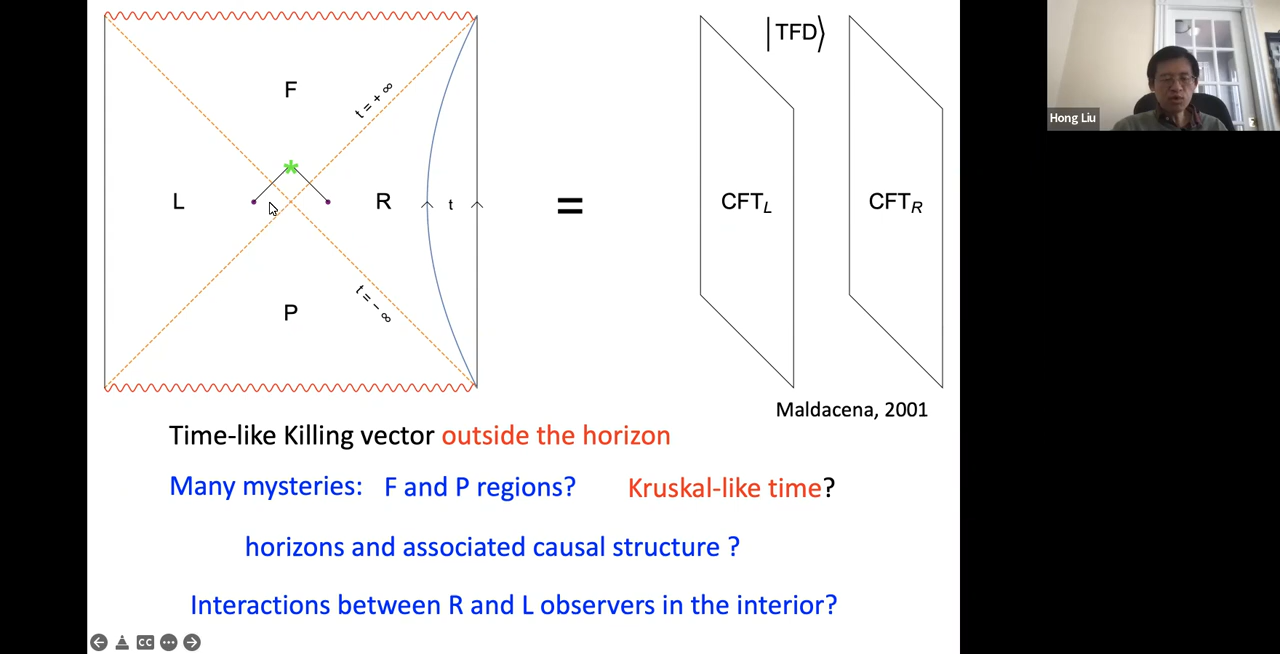 F
t = + ∞
L
R
t
t = - ∞
P
=
|TFD⟩
CFT_L
CFT_R
Maldacena, 2001
Time-like Killing vector outside the horizon
Many mysteries: F and P regions? Kruskal-like time?
horizons and associated causal structure ?
Interactions between R and L observers in the interior?
CC
Hong Liu